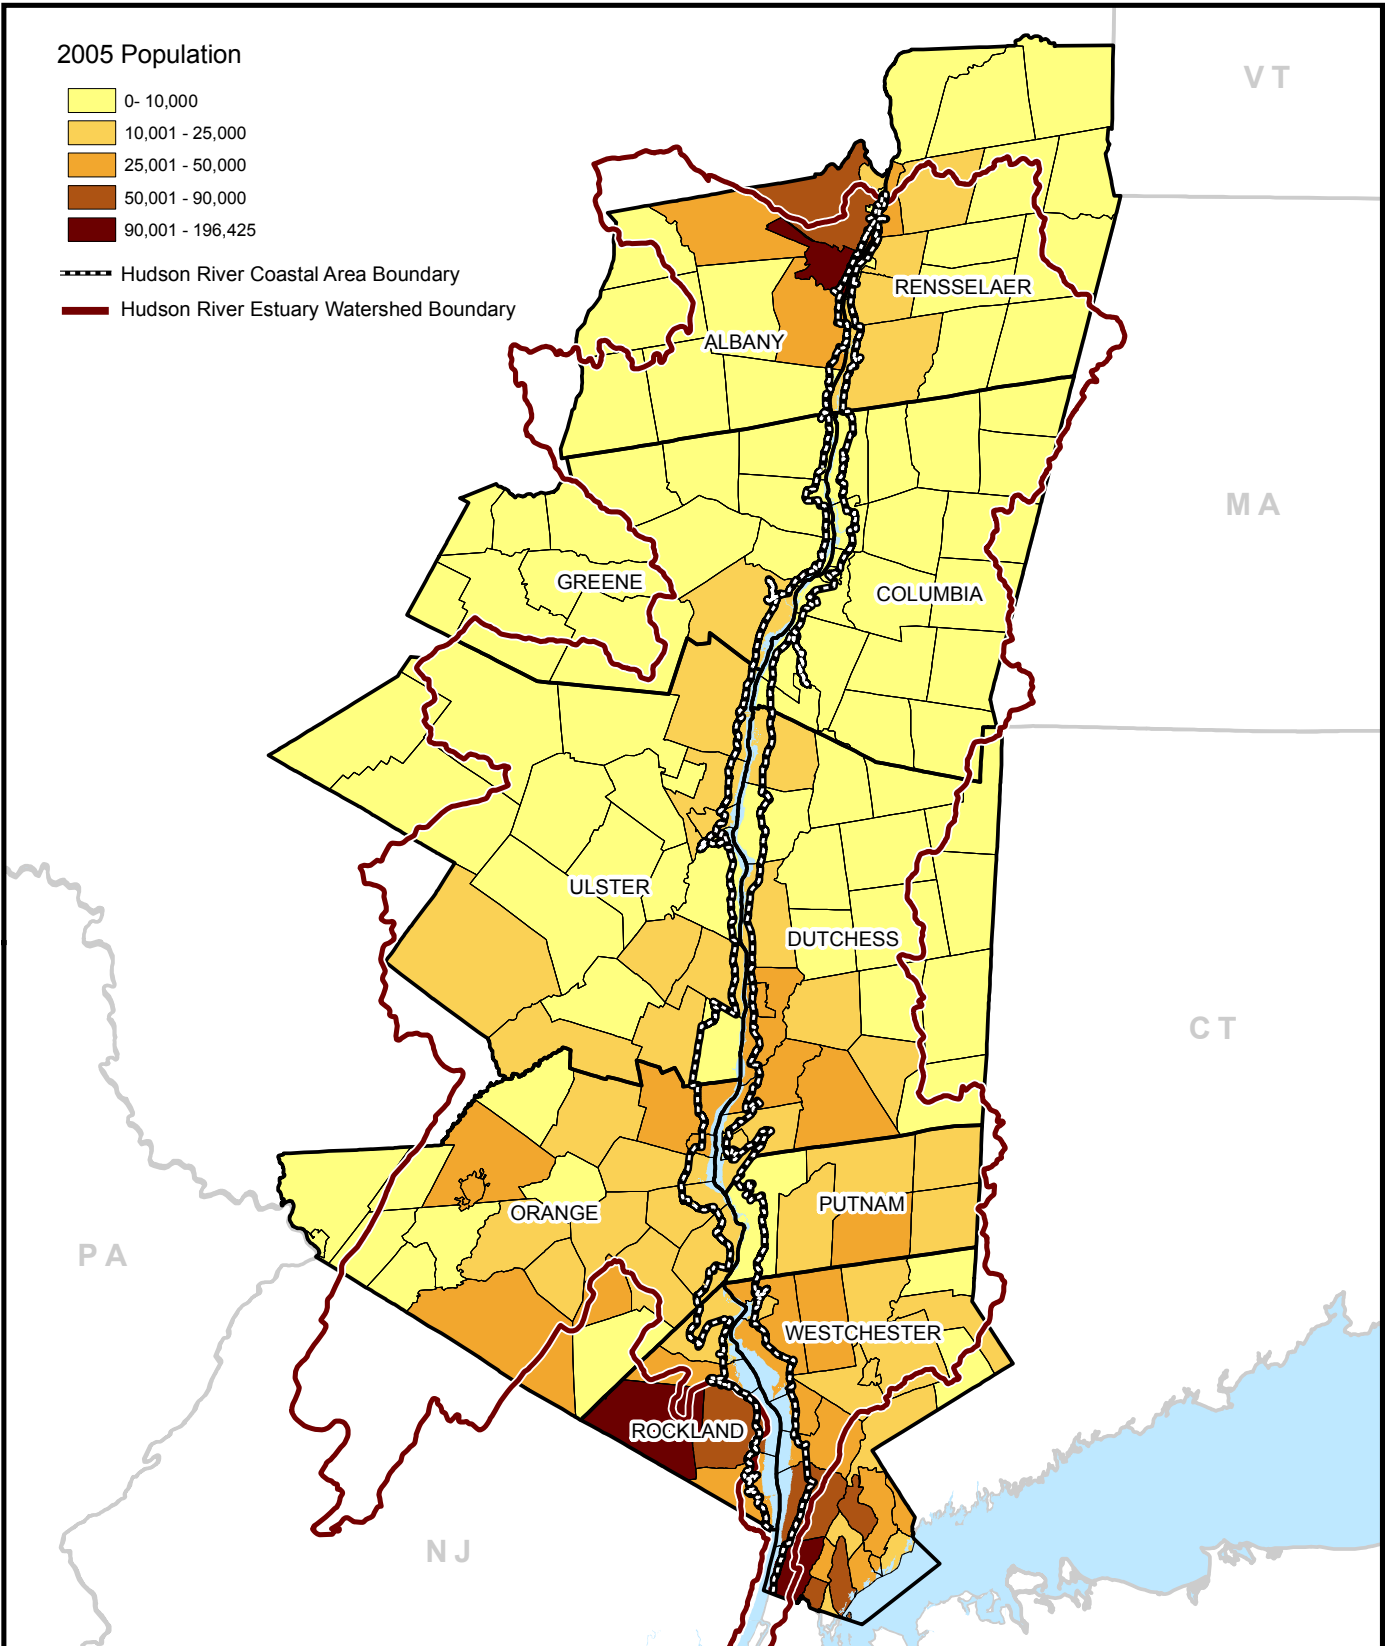 2005 Population
0- 10,000
10,001 - 25,000
25,001 - 50,000
50,001 - 90,000
90,001 - 196,425
Hudson River Coastal Area Boundary
Hudson River Estuary Watershed Boundary
VT
RENSSELAER
ALBANY
MA
GREENE
COLUMBIA
ULSTER
DUTCHESS
CT
PUTNAM
ORANGE
PA
WESTCHESTER
ROCKLAND
NJ